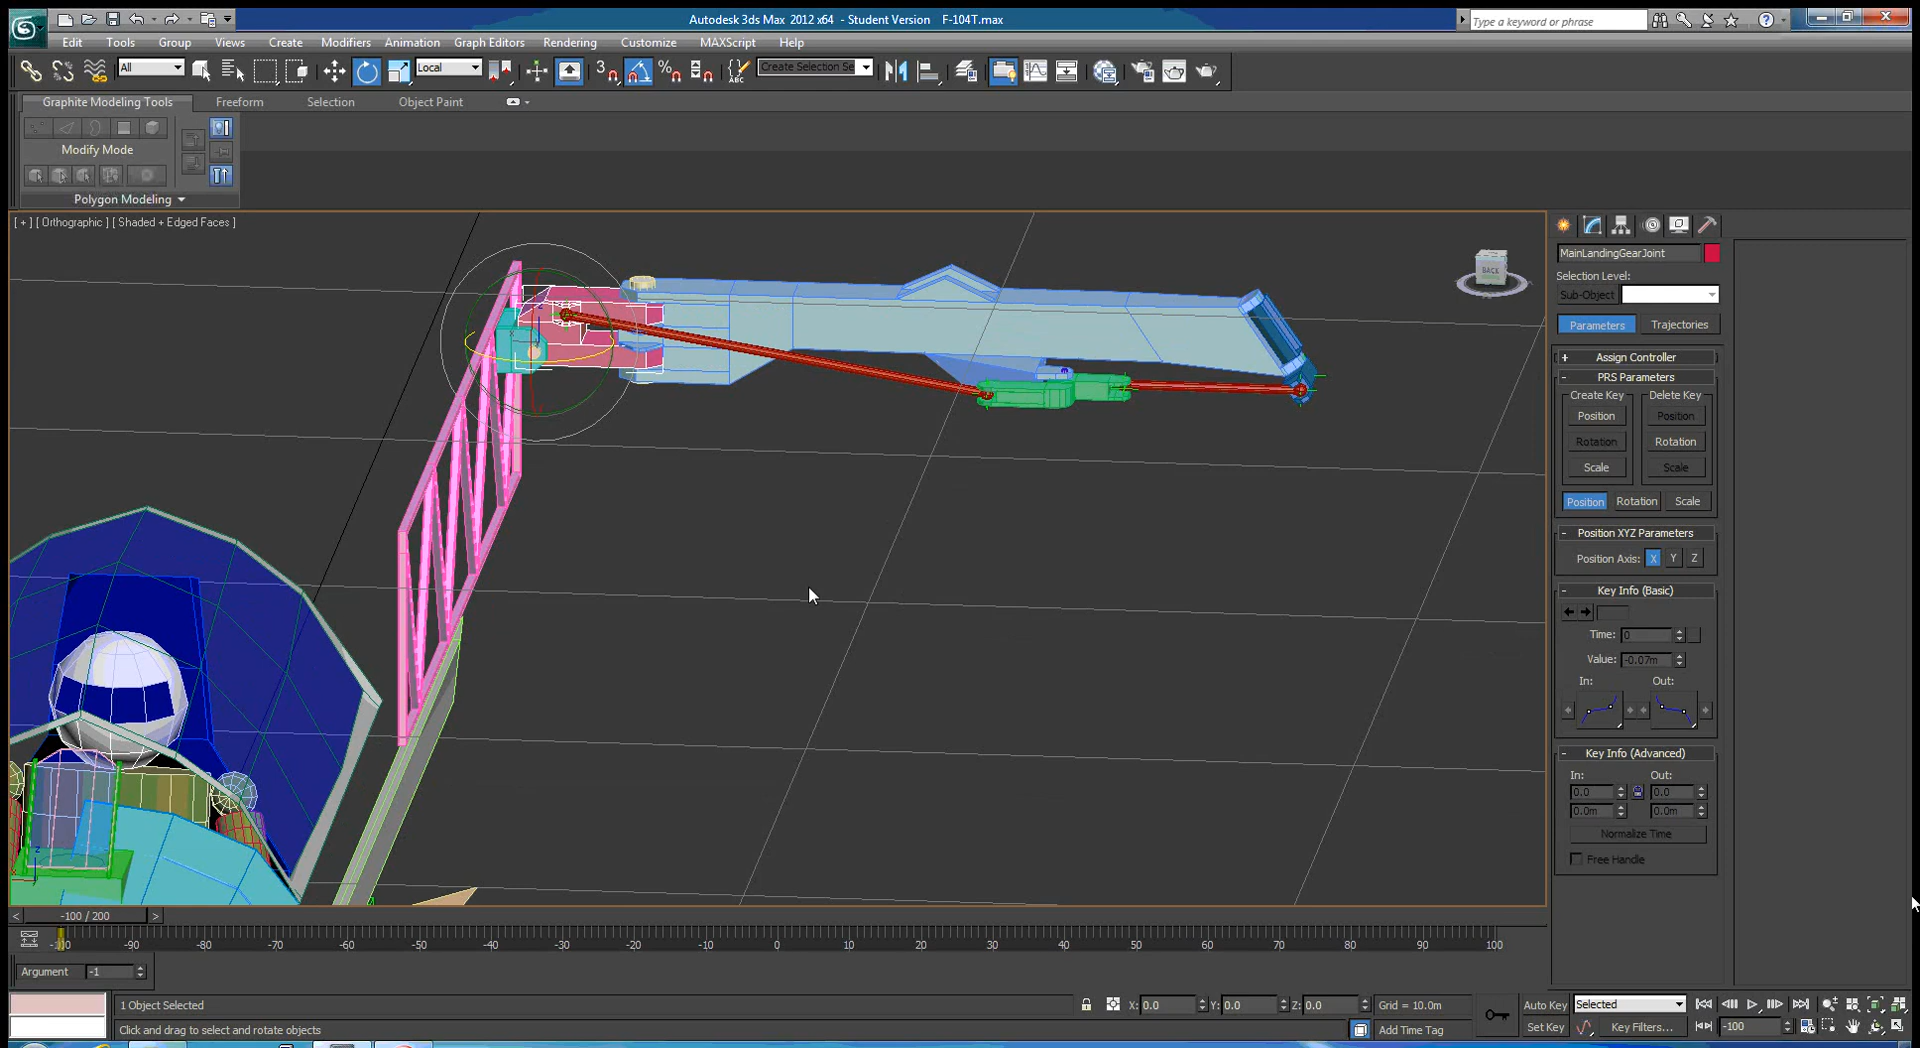 Autodesk 3ds Max 2012 x64 - Student Version F-104T.max
Type a keyword or phrase
Edit Tools Group Views Create Modifiers Animation Graph Editors Rendering Customize MAXScript Help
All
Local
3
Create Selection Se
Graphite Modeling Tools Freeform Selection Object Paint
Modify Mode
Polygon Modeling
[ + ] [ Orthographic ] [ Shaded + Edged Faces ]
BACK
MainLandingGearJoint
Selection Level:
Sub-Object
Parameters Trajectories
+ Assign Controller
- PRS Parameters
Create Key Delete Key
Position Position
Rotation Rotation
Scale Scale
Position Rotation Scale
- Position XYZ Parameters
Position Axis: X Y Z
- Key Info (Basic)
Time: 0
Value: -0.07m
In: Out:
- Key Info (Advanced)
In: Out:
0.0 0.0
0.0m 0.0m
Normalize Time
Free Handle
< -100 / 200 >
-90 -80 -70 -60 -50 -40 -30 -20 -10 0 10 20 30 40 50 60 70 80 90 100
Argument -1
1 Object Selected
X: 0.0 Y: 0.0 Z: 0.0 Grid = 10.0m
Auto Key Selected
Click and drag to select and rotate objects
Add Time Tag
Set Key Key Filters... -100